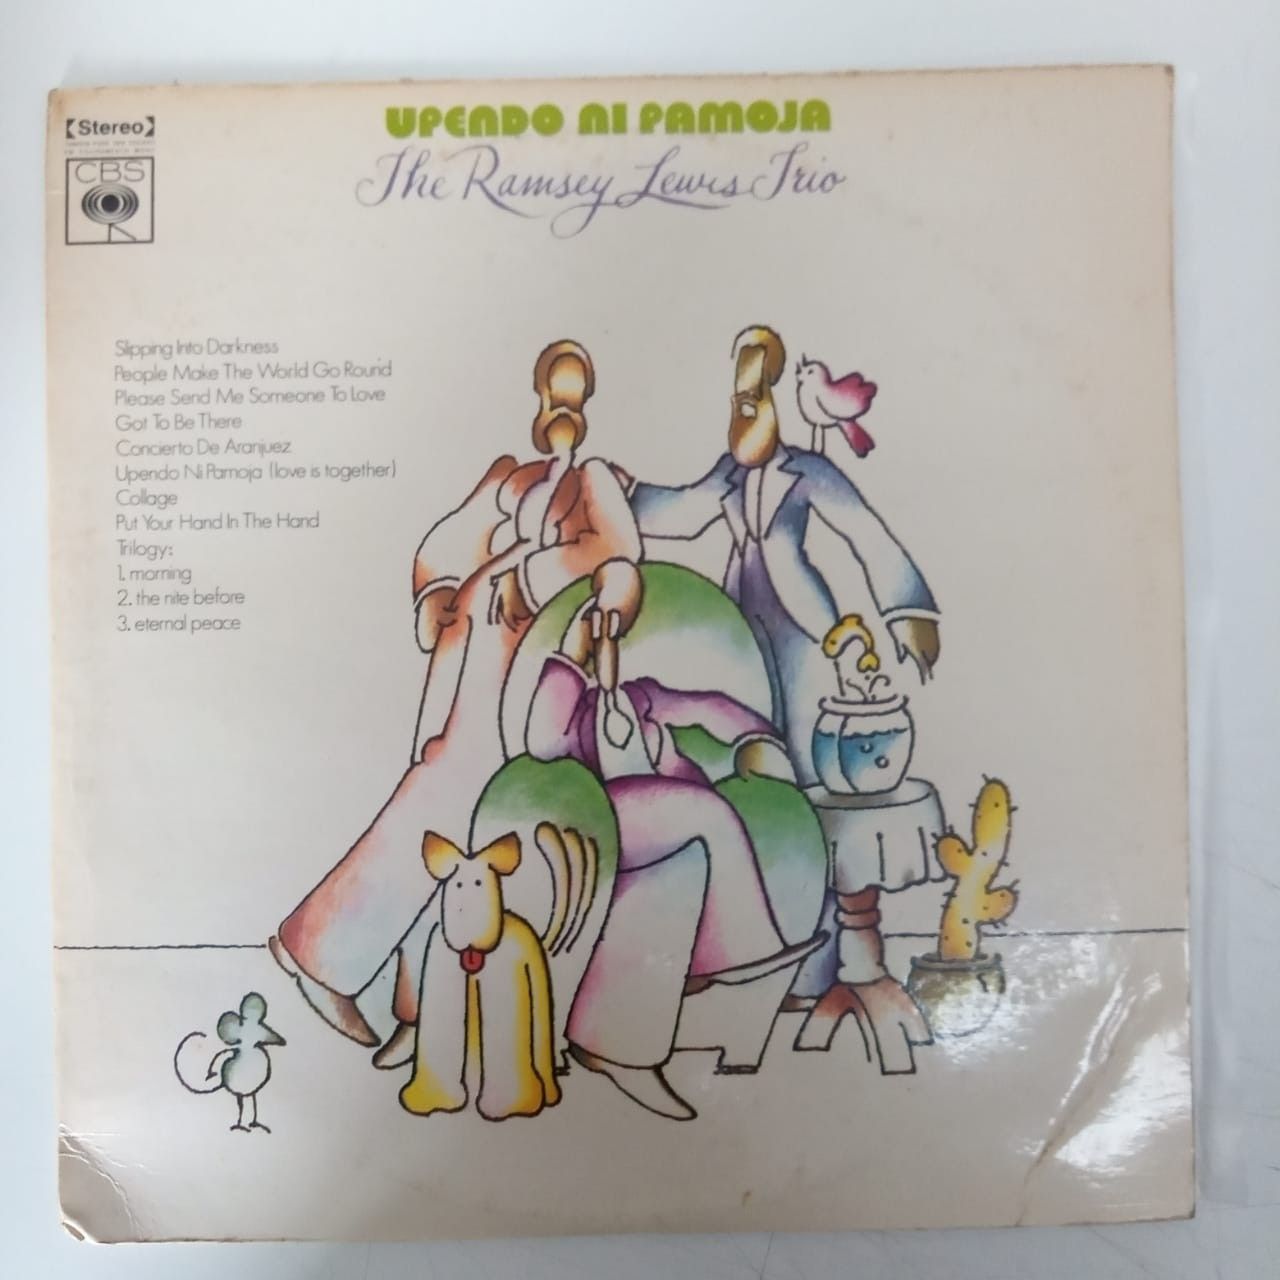 UPENDO NI PAMOJA
The Ramsey Lewis Trio
Stereo
CBS
Slipping Into Darkness
People Make The World Go Round
Please Send Me Someone To Love
Got To Be There
Concierto De Aranjuez
Upendo Ni Pamoja (love is together)
Collage
Put Your Hand In The Hand
Trilogy:
1. morning
2. the nite before
3. eternal peace